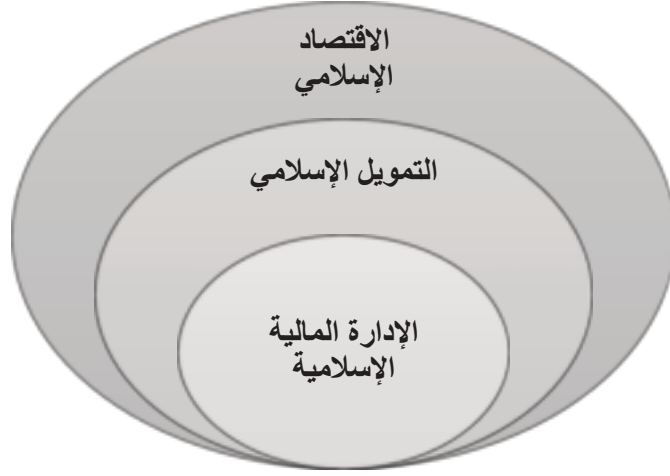 الاقتصاد
الإسلامي
التمويل الإسلامي
الإدارة المالية
الإسلامية